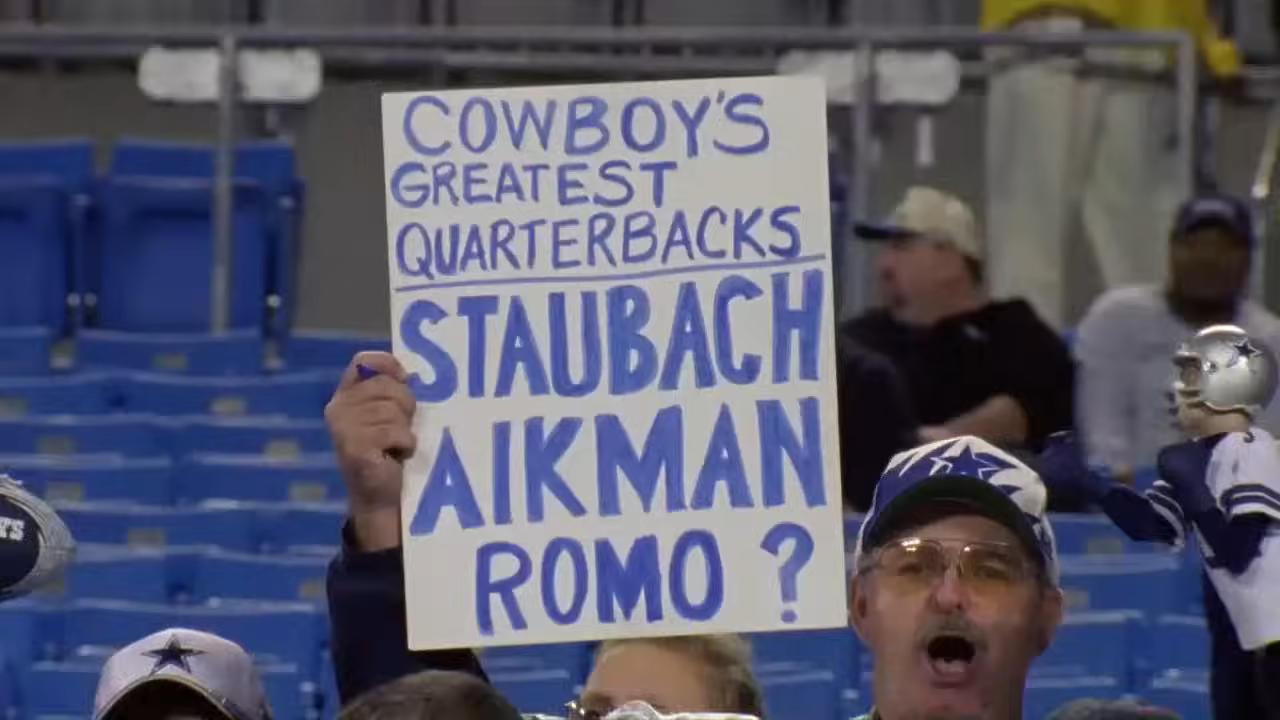 COWBOY'S
GREATEST
QUARTERBACKS
STAUBACH
AIKMAN
ROMO ?